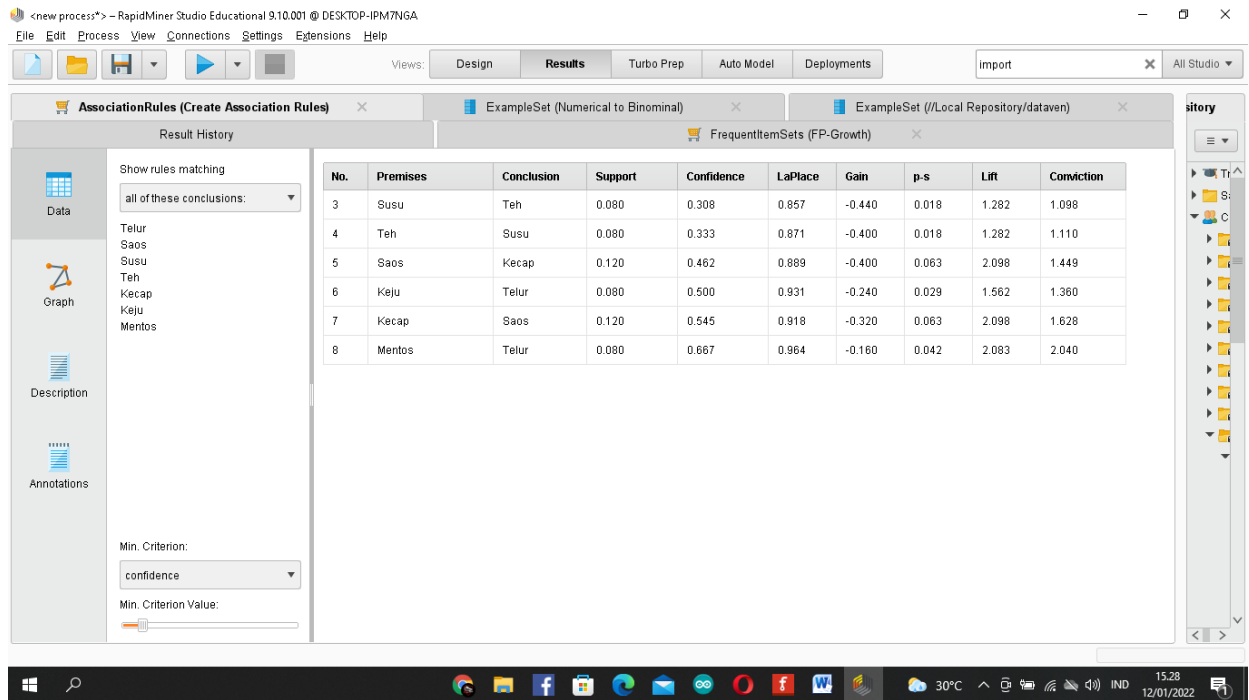 <new process*> – RapidMiner Studio Educational 9.10.001 @ DESKTOP-IPM7NGA
File Edit Process View Connections Settings Extensions Help
Views: Design Results Turbo Prep Auto Model Deployments import All Studio
AssociationRules (Create Association Rules) ExampleSet (Numerical to Binominal) ExampleSet (//Local Repository/dataven) sitory
Result History FrequentItemSets (FP-Growth)
Data
Graph
Description
Annotations
Show rules matching
all of these conclusions:
Telur
Saos
Susu
Teh
Kecap
Keju
Mentos
Min. Criterion:
confidence
Min. Criterion Value:
No. Premises Conclusion Support Confidence LaPlace Gain p-s Lift Conviction
3 Susu Teh 0.080 0.308 0.857 -0.440 0.018 1.282 1.098
4 Teh Susu 0.080 0.333 0.871 -0.400 0.018 1.282 1.110
5 Saos Kecap 0.120 0.462 0.889 -0.400 0.063 2.098 1.449
6 Keju Telur 0.080 0.500 0.931 -0.240 0.029 1.562 1.360
7 Kecap Saos 0.120 0.545 0.918 -0.320 0.063 2.098 1.628
8 Mentos Telur 0.080 0.667 0.964 -0.160 0.042 2.083 2.040
30°C IND 15.28
12/01/2022